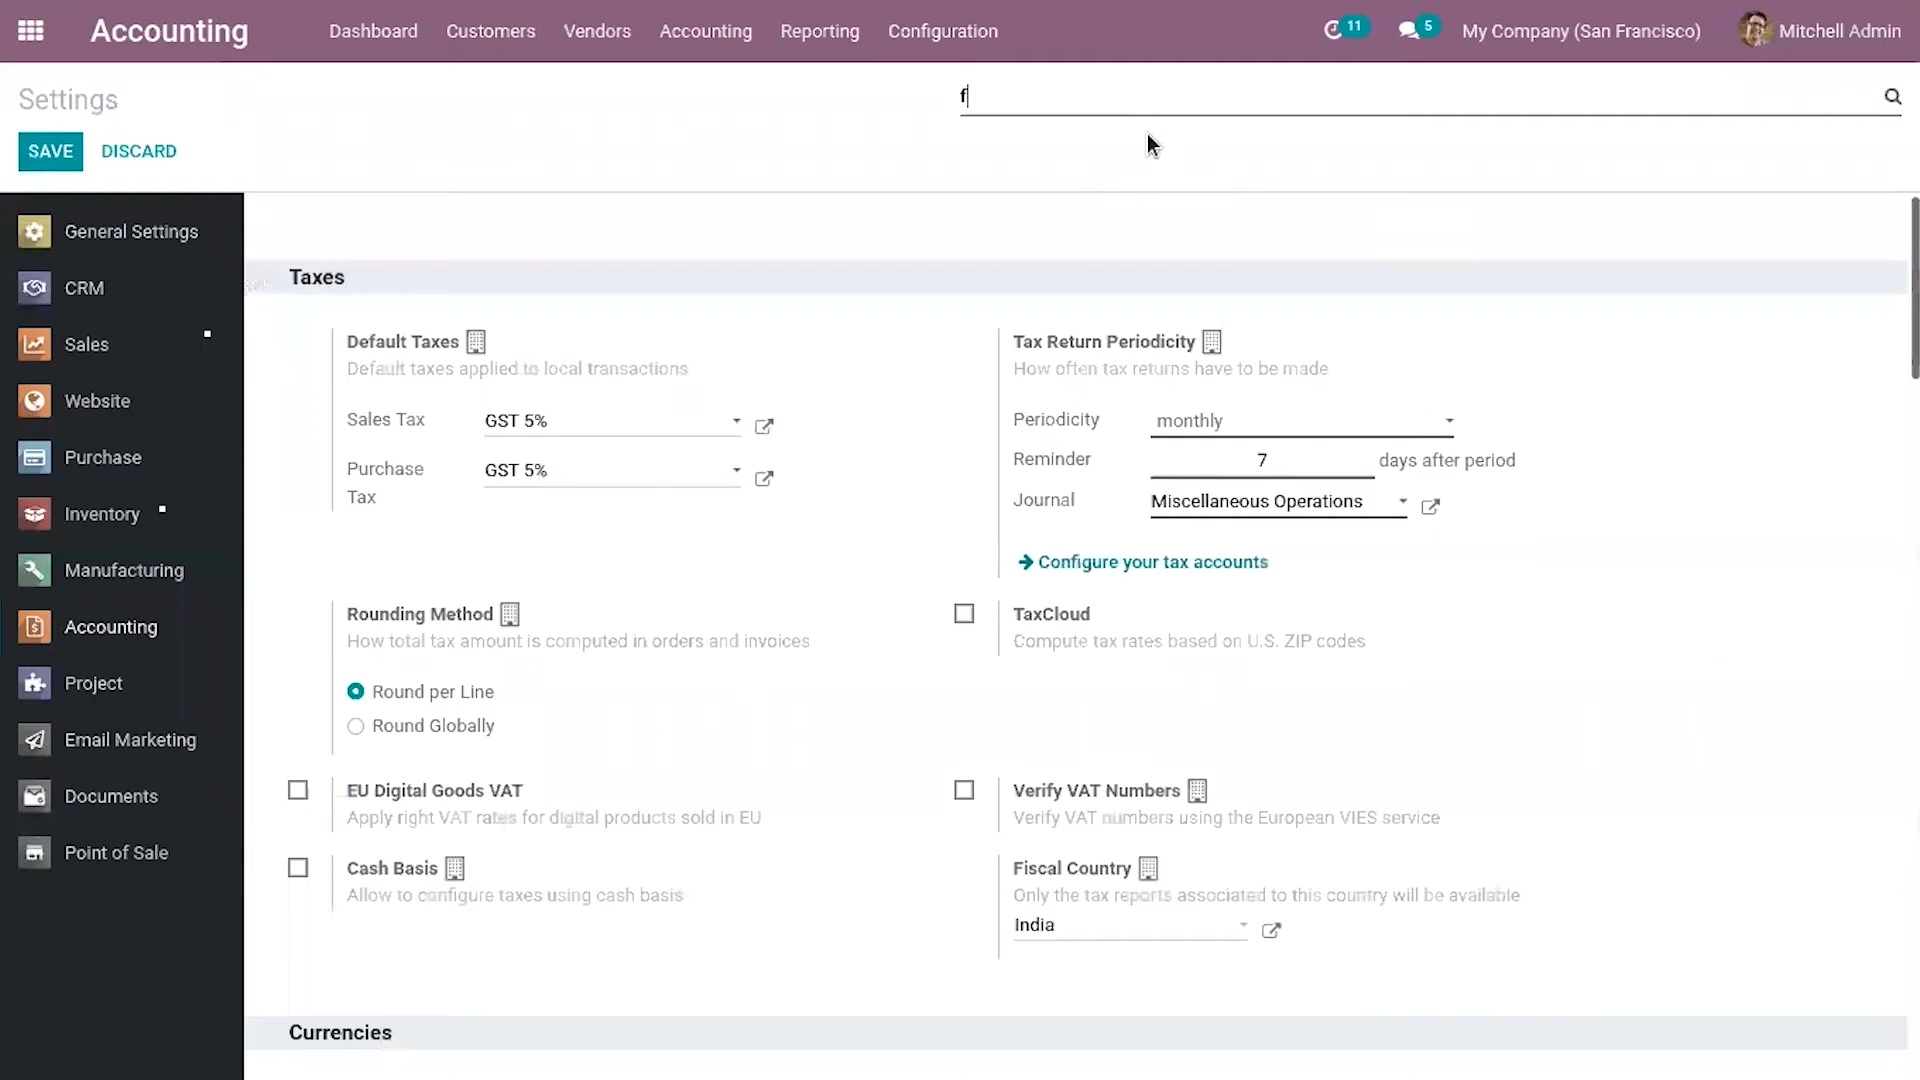 Accounting
Dashboard
Customers
Vendors
Accounting
Reporting
Configuration
11
5
My Company (San Francisco)
Mitchell Admin
Settings
f
SAVE
DISCARD
General Settings
CRM
Sales
Website
Purchase
Inventory
Manufacturing
Accounting
Project
Email Marketing
Documents
Point of Sale
Taxes
Default Taxes
Default taxes applied to local transactions
Sales Tax
GST 5%
Purchase
Tax
GST 5%
Tax Return Periodicity
How often tax returns have to be made
Periodicity
monthly
Reminder
7
days after period
Journal
Miscellaneous Operations
Configure your tax accounts
Rounding Method
How total tax amount is computed in orders and invoices
Round per Line
Round Globally
TaxCloud
Compute tax rates based on U.S. ZIP codes
EU Digital Goods VAT
Apply right VAT rates for digital products sold in EU
Verify VAT Numbers
Verify VAT numbers using the European VIES service
Cash Basis
Allow to configure taxes using cash basis
Fiscal Country
Only the tax reports associated to this country will be available
India
Currencies